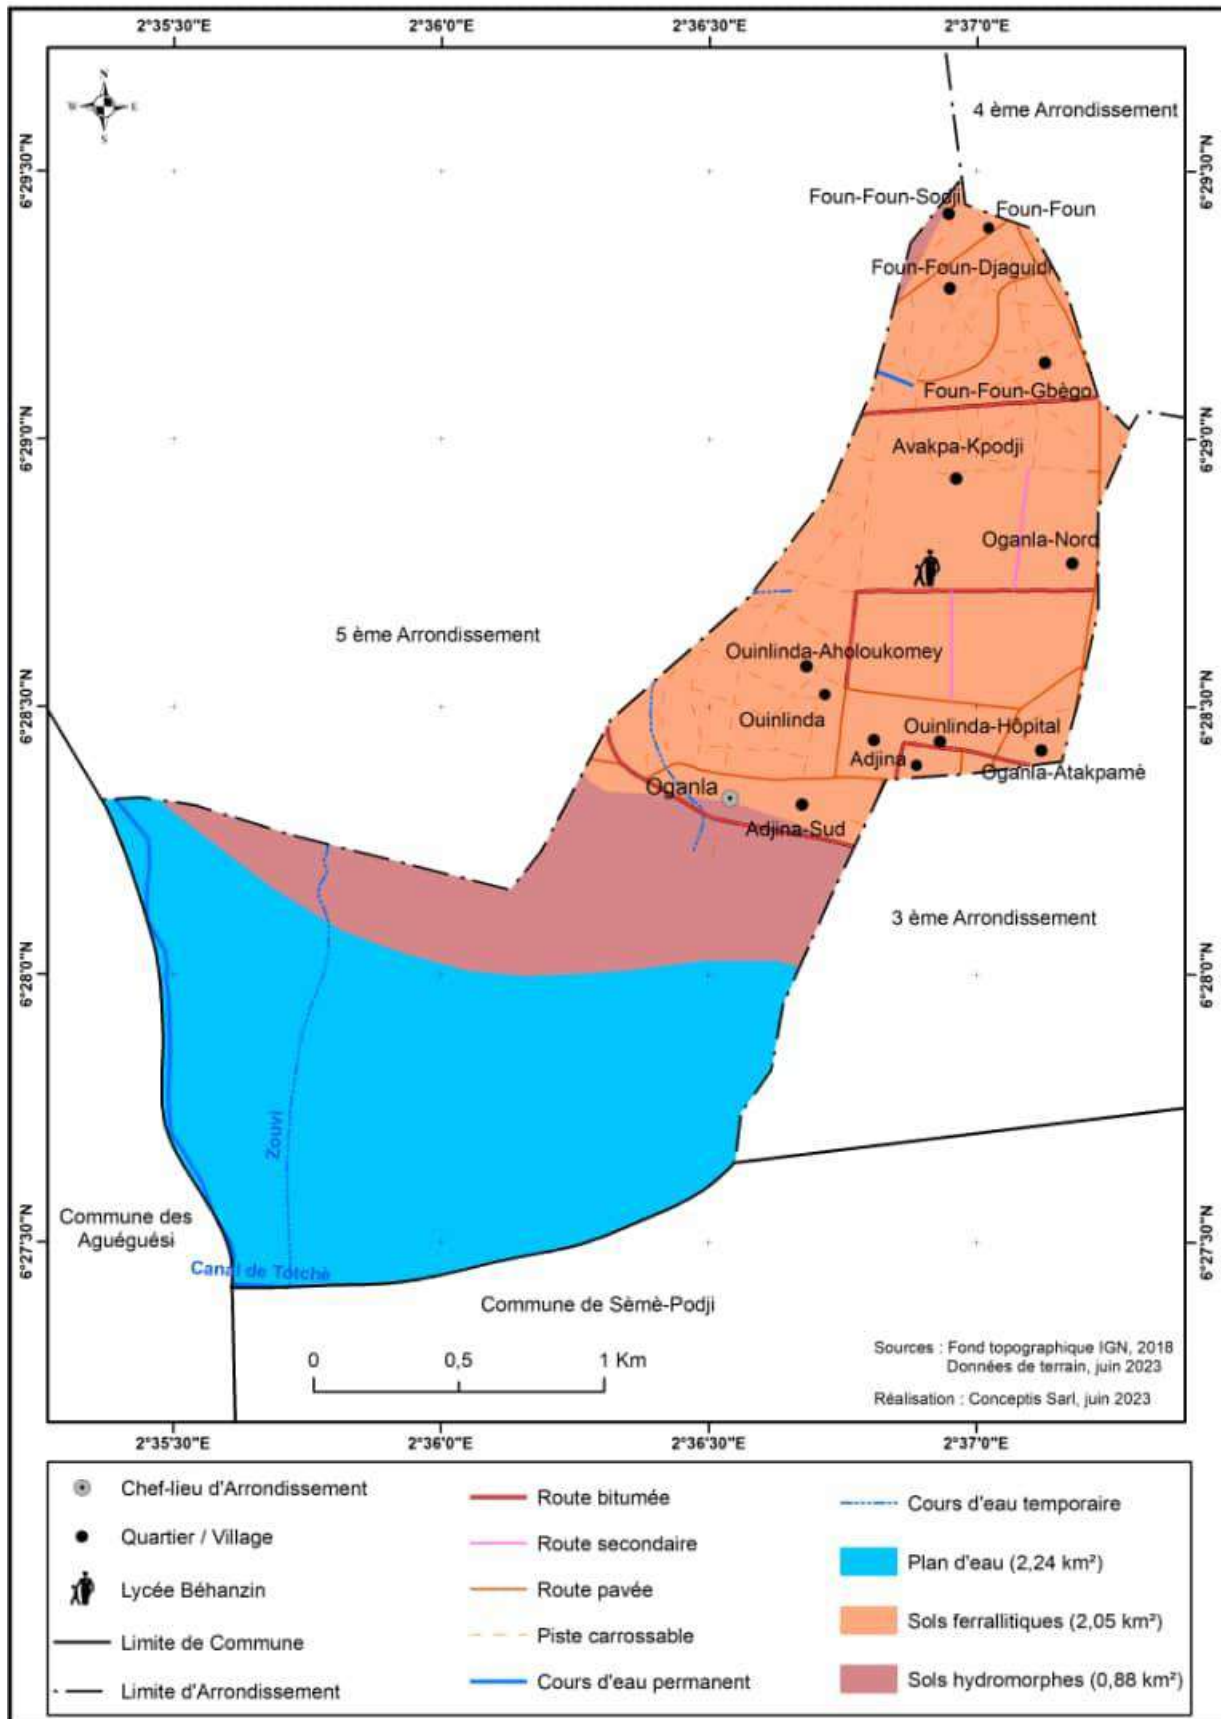 2°35'30"E
2°36'0"E
2°36'30"E
2°37'0"E
N
W
E
S
4 ème Arrondissement
6°29'30"N
6°29'30"N
Foun-Foun-Sodji
Foun-Foun
Foun-Foun-Djaguidi
Foun-Foun-Gbègo
6°29'0"N
6°29'0"N
Avakpa-Kpodji
Oganla-Nord
5 ème Arrondissement
Ouinlinda-Aholoukomey
6°28'30"N
6°28'0"N
Ouinlinda
Ouinlinda-Hôpital
Adjina
Oganla-Atakpamè
Oganla
Adjina-Sud
3 ème Arrondissement
6°28'0"N
6°28'0"N
Zouvi
Commune des
Aguéguési
6°27'30"N
6°27'30"N
Canal de Totchè
Commune de Sèmè-Podji
0
0,5
1 Km
Sources : Fond topographique IGN, 2018
Données de terrain, juin 2023
Réalisation : Conceptis Sarl, juin 2023
2°35'30"E
2°36'0"E
2°36'30"E
2°37'0"E
Chef-lieu d'Arrondissement
Quartier / Village
Lycée Béhanzin
Limite de Commune
Limite d'Arrondissement
Route bitumée
Route secondaire
Route pavée
Piste carrossable
Cours d'eau permanent
Cours d'eau temporaire
Plan d'eau (2,24 km²)
Sols ferrallitiques (2,05 km²)
Sols hydromorphes (0,88 km²)